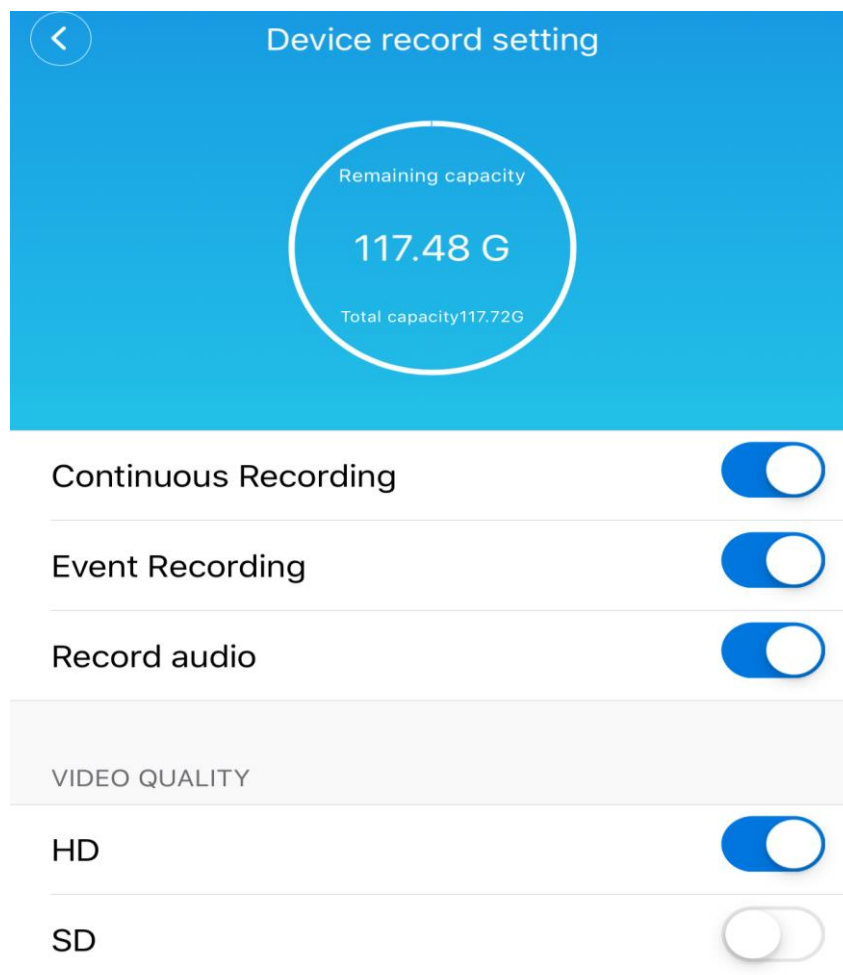 Device record setting
Remaining capacity
117.48 G
Total capacity117.72G
Continuous Recording
Event Recording
Record audio
VIDEO QUALITY
HD
SD